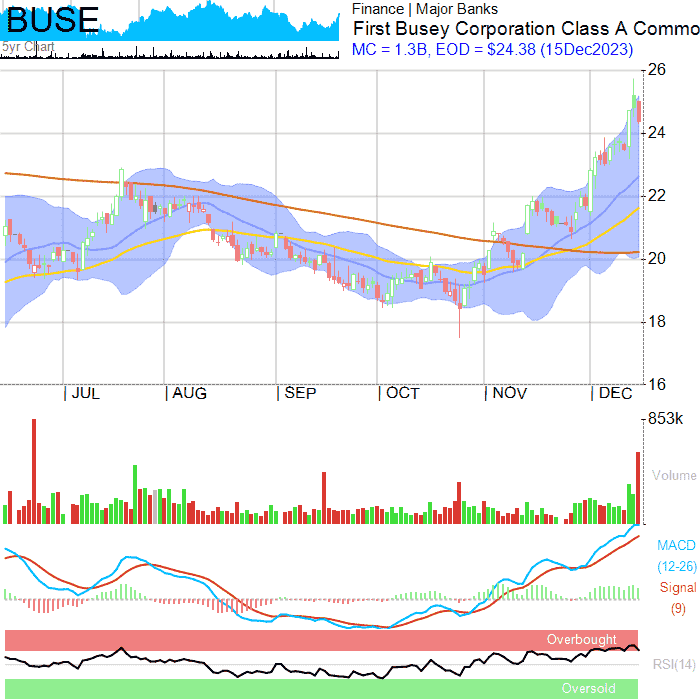 BUSE
5yr Chart
Finance | Major Banks
First Busey Corporation Class A Commo
MC = 1.3B, EOD = $24.38 (15Dec2023)
26
24
22
20
18
16
JUL AUG SEP OCT NOV DEC
853k
Volume
MACD
(12-26)
Signal
(9)
Overbought
RSI(14)
Oversold